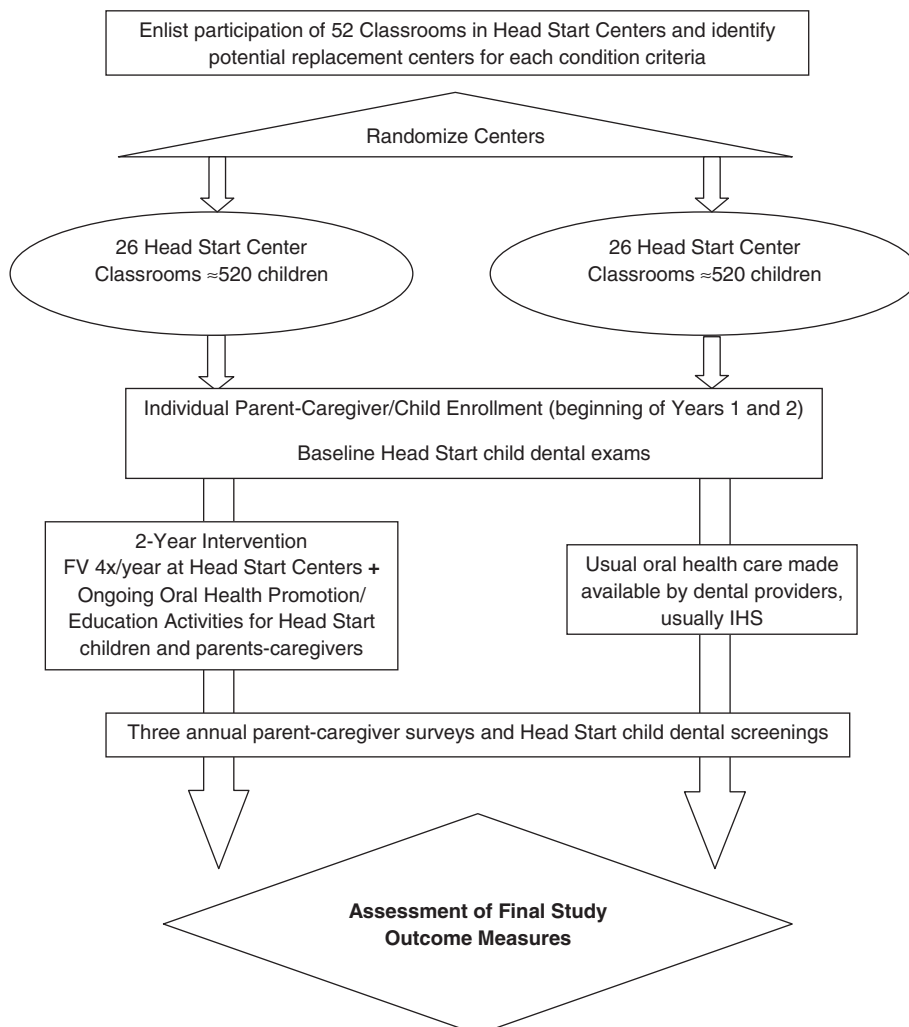 Enlist participation of 52 Classrooms in Head Start Centers and identify
potential replacement centers for each condition criteria
Randomize Centers
26 Head Start Center
Classrooms ≈520 children
26 Head Start Center
Classrooms ≈520 children
Individual Parent-Caregiver/Child Enrollment (beginning of Years 1 and 2)
Baseline Head Start child dental exams
2-Year Intervention
FV 4x/year at Head Start Centers +
Ongoing Oral Health Promotion/
Education Activities for Head Start
children and parents-caregivers
Usual oral health care made
available by dental providers,
usually IHS
Three annual parent-caregiver surveys and Head Start child dental screenings
Assessment of Final Study
Outcome Measures